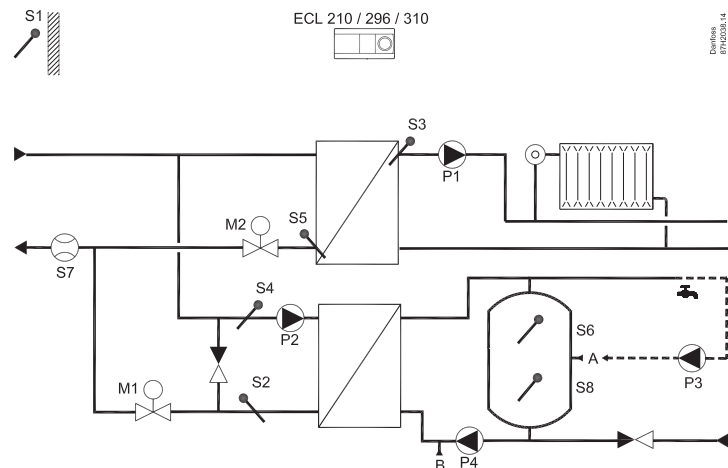 S1
ECL 210 / 296 / 310
Danfoss
87H2038.14
S3
P1
M2
S5
S7
S4
P2
S6
A
P3
S8
M1
S2
B
P4